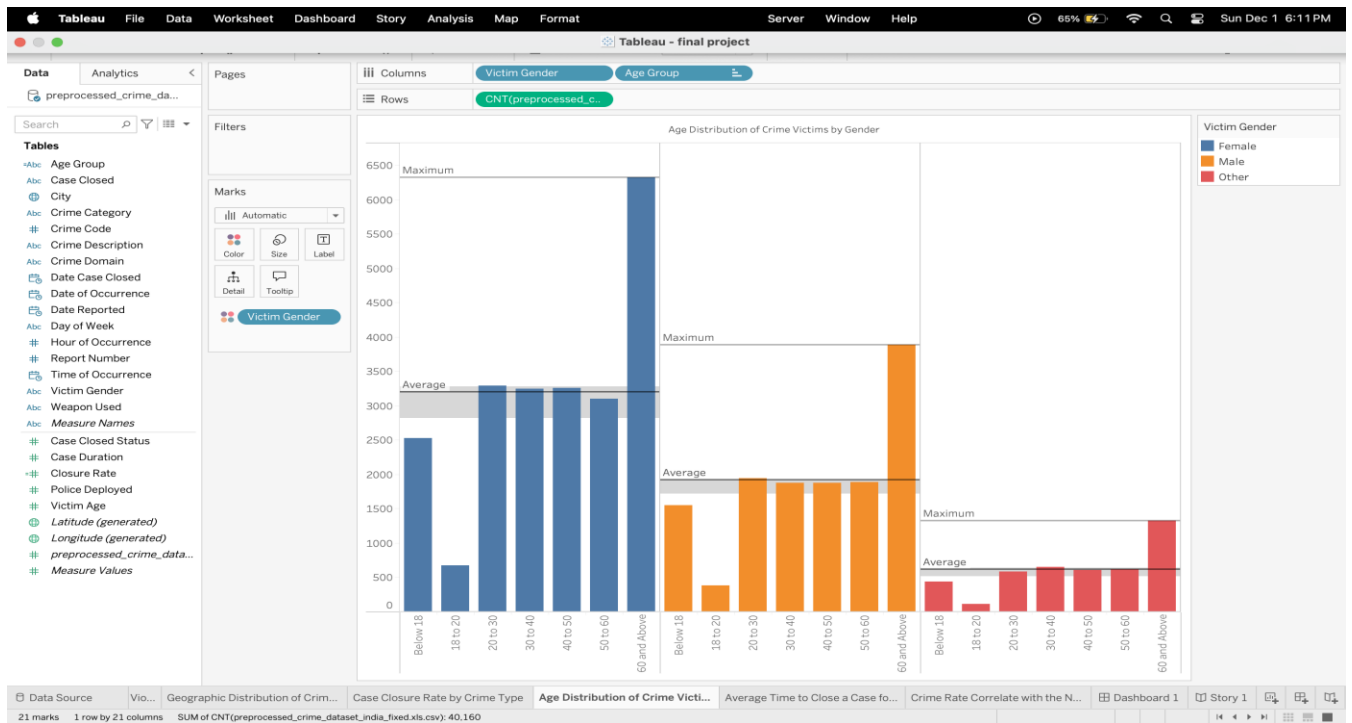 Tableau File Data Worksheet Dashboard Story Analysis Map Format Server Window Help 65% Sun Dec 1 6:11 PM
Tableau - final project
Data Analytics
preprocessed_crime_da...
Search
Tables
Abc Age Group
Abc Case Closed
City
Abc Crime Category
# Crime Code
Abc Crime Description
Abc Crime Domain
Date Case Closed
Date of Occurrence
Date Reported
Abc Day of Week
# Hour of Occurrence
# Report Number
Time of Occurrence
Abc Victim Gender
Abc Weapon Used
Abc Measure Names
# Case Closed Status
# Case Duration
# Closure Rate
# Police Deployed
# Victim Age
Latitude (generated)
Longitude (generated)
# preprocessed_crime_data...
# Measure Values
Pages
Filters
Marks
Automatic
Color Size Label
Detail Tooltip
Victim Gender
Columns Victim Gender Age Group
Rows CNT(preprocessed_c..
Age Distribution of Crime Victims by Gender
6500
6000
5500
5000
4500
4000
3500
3000
2500
2000
1500
1000
500
0
Maximum
Average
Maximum
Average
Maximum
Average
Below 18
18 to 20
20 to 30
30 to 40
40 to 50
50 to 60
60 and Above
Below 18
18 to 20
20 to 30
30 to 40
40 to 50
50 to 60
60 and Above
Below 18
18 to 20
20 to 30
30 to 40
40 to 50
50 to 60
60 and Above
Victim Gender
Female
Male
Other
Data Source Vio... Geographic Distribution of Crim... Case Closure Rate by Crime Type Age Distribution of Crime Victi... Average Time to Close a Case fo... Crime Rate Correlate with the N... Dashboard 1 Story 1
21 marks 1 row by 21 columns SUM of CNT(preprocessed_crime_dataset_india_fixed.xls.csv): 40,160